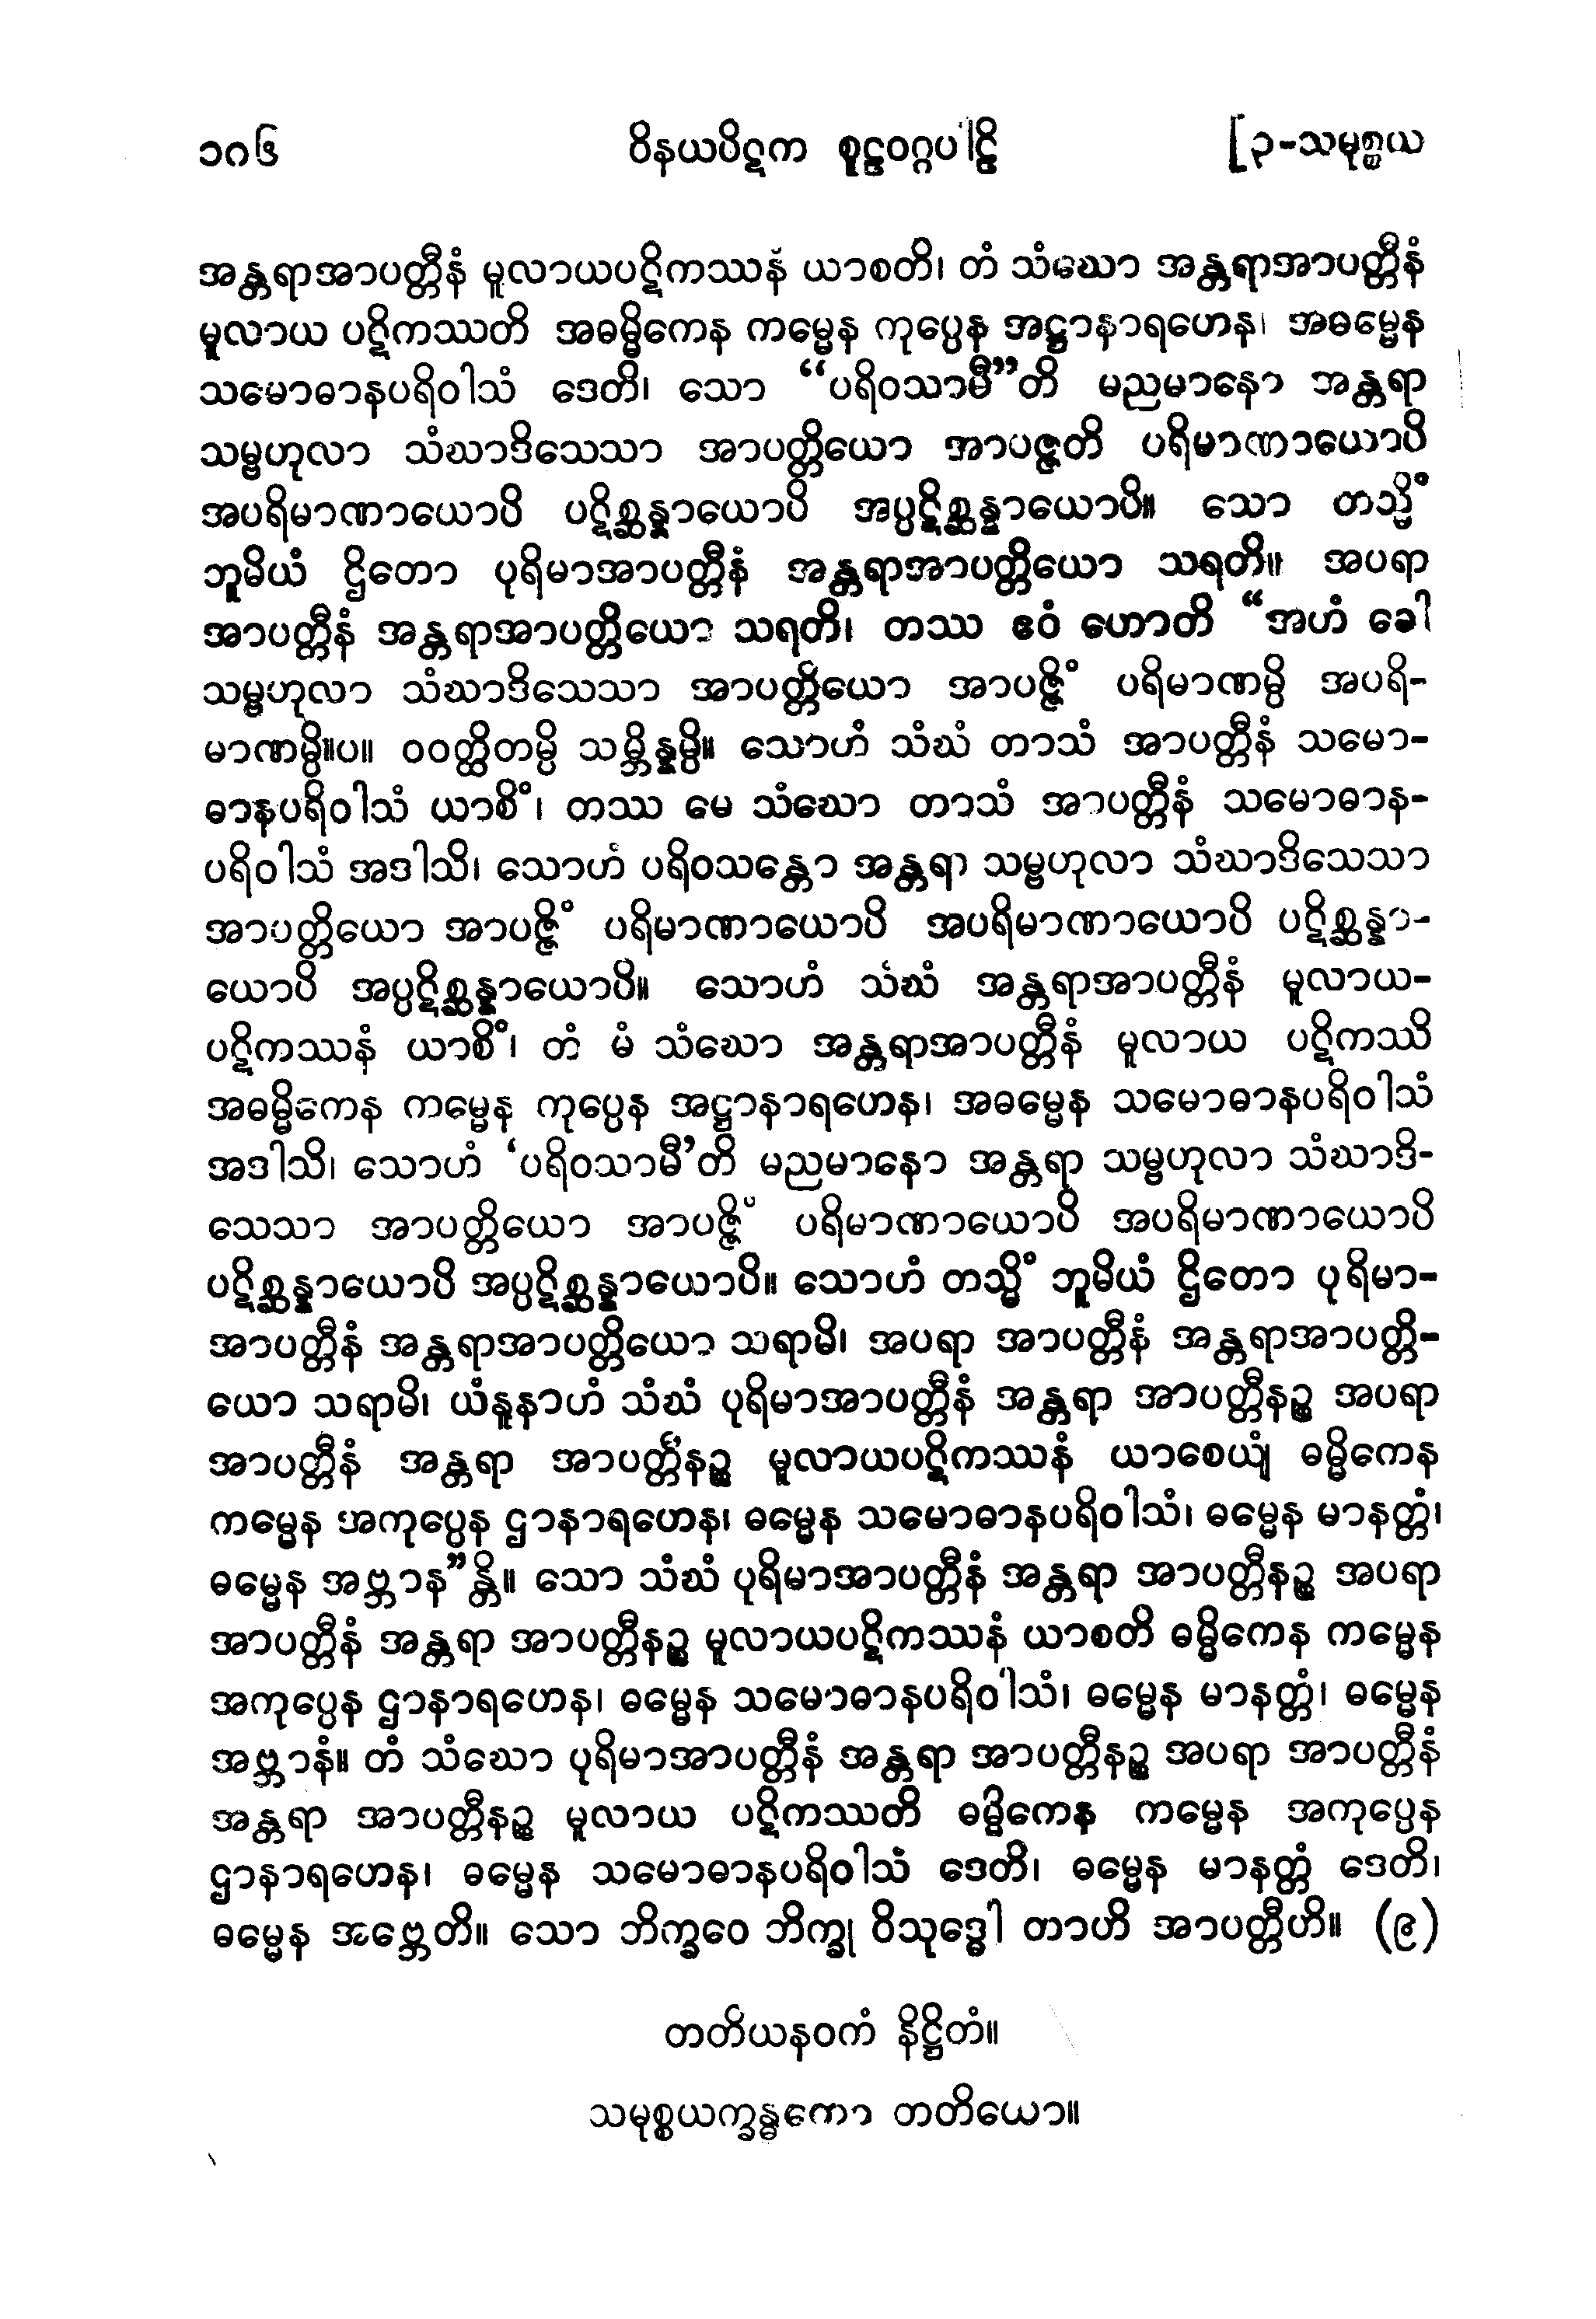 ၁၈၆ ဝိနယပိဋက စူဠဝဂ္ဂပါဠိ [၃-သမုစ္စယ
အန္တရာအာပတ္တီနံ မူလာယပဋိကဿနံ ယာစတိ၊ တံ သံဃော အန္တရာအာပတ္တီနံ
မူလာယ ပဋိကဿတိ အဓမ္မိကေန ကမ္မေန ကုပ္ပေန အဋ္ဌာနာရဟေန၊ အဓမ္မေန
သမောဓာနပရိဝါသံ ဒေတိ၊ သော “ပရိဝသာမီ”တိ မညမာနော အန္တရာ
သမ္ဗဟုလာ သံဃာဒိသေသာ အာပတ္တိယော အာပဇ္ဇတိ ပရိမာဏာယောပိ
အပရိမာဏာယောပိ ပဋိစ္ဆန္နာယောပိ အပ္ပဋိစ္ဆန္နာယောပိ။ သော တသ္မိံ
ဘူမိယံ ဌိတော ပုရိမာအာပတ္တီနံ အန္တရာအာပတ္တိယော သရတိ။ အပရာ
အာပတ္တီနံ အန္တရာအာပတ္တိယော သရတိ၊ တဿ ဧဝံ ဟောတိ “အဟံ ခေါ
သမ္ဗဟုလာ သံဃာဒိသေသာ အာပတ္တိယော အာပဇ္ဇိံ ပရိမာဏမ္ပိ အပရိ-
မာဏမ္ပိ။ပ။ ဝဝတ္ထိတမ္ပိ သမ္ဘိန္နမ္ပိ။ သောဟံ သံဃံ တာသံ အာပတ္တီနံ သမော-
ဓာနပရိဝါသံ ယာစိံ၊ တဿ မေ သံဃော တာသံ အာပတ္တီနံ သမောဓာန-
ပရိဝါသံ အဒါသိ၊ သောဟံ ပရိဝသန္တော အန္တရာ သမ္ဗဟုလာ သံဃာဒိသေသာ
အာပတ္တိယော အာပဇ္ဇိံ ပရိမာဏာယောပိ အပရိမာဏာယောပိ ပဋိစ္ဆန္နာ-
ယောပိ အပ္ပဋိစ္ဆန္နာယောပိ။ သောဟံ သံဃံ အန္တရာအာပတ္တီနံ မူလာယ-
ပဋိကဿနံ ယာစိံ၊ တံ မံ သံဃော အန္တရာအာပတ္တီနံ မူလာယ ပဋိကဿိ
အဓမ္မိကေန ကမ္မေန ကုပ္ပေန အဋ္ဌာနာရဟေန၊ အဓမ္မေန သမောဓာနပရိဝါသံ
အဒါသိ၊ သောဟံ ‘ပရိဝသာမီ’တိ မညမာနော အန္တရာ သမ္ဗဟုလာ သံဃာဒိ-
သေသာ အာပတ္တိယော အာပဇ္ဇိံ ပရိမာဏာယောပိ အပရိမာဏာယောပိ
ပဋိစ္ဆန္နာယောပိ အပ္ပဋိစ္ဆန္နာယောပိ။ သောဟံ တသ္မိံ ဘူမိယံ ဌိတော ပုရိမာ-
အာပတ္တီနံ အန္တရာအာပတ္တိယော သရာမိ၊ အပရာ အာပတ္တီနံ အန္တရာအာပတ္တိ-
ယော သရာမိ၊ ယံနူနာဟံ သံဃံ ပုရိမာအာပတ္တီနံ အန္တရာ အာပတ္တီနဉ္စ အပရာ
အာပတ္တီနံ အန္တရာ အာပတ္တီနဉ္စ မူလာယပဋိကဿနံ ယာစေယျံ ဓမ္မိကေန
ကမ္မေန အကုပ္ပေန ဌာနာရဟေန၊ ဓမ္မေန သမောဓာနပရိဝါသံ၊ ဓမ္မေန မာနတ္တံ၊
ဓမ္မေန အဗ္ဘာန”န္တိ။ သော သံဃံ ပုရိမာအာပတ္တီနံ အန္တရာ အာပတ္တီနဉ္စ အပရာ
အာပတ္တီနံ အန္တရာ အာပတ္တီနဉ္စ မူလာယပဋိကဿနံ ယာစတိ ဓမ္မိကေန ကမ္မေန
အကုပ္ပေန ဌာနာရဟေန၊ ဓမ္မေန သမောဓာနပရိဝါသံ၊ ဓမ္မေန မာနတ္တံ၊ ဓမ္မေန
အဗ္ဘာနံ။ တံ သံဃော ပုရိမာအာပတ္တီနံ အန္တရာ အာပတ္တီနဉ္စ အပရာ အာပတ္တီနံ
အန္တရာ အာပတ္တီနဉ္စ မူလာယ ပဋိကဿတိ ဓမ္မိကေန ကမ္မေန အကုပ္ပေန
ဌာနာရဟေန၊ ဓမ္မေန သမောဓာနပရိဝါသံ ဒေတိ၊ ဓမ္မေန မာနတ္တံ ဒေတိ၊
ဓမ္မေန အဗ္ဘေတိ။ သော ဘိက္ခဝေ ဘိက္ခု ဝိသုဒ္ဓေါ တာဟိ အာပတ္တီဟိ။ (၉)
တတိယနဝကံ နိဋ္ဌိတံ။
သမုစ္စယက္ခန္ဓကော တတိယော။